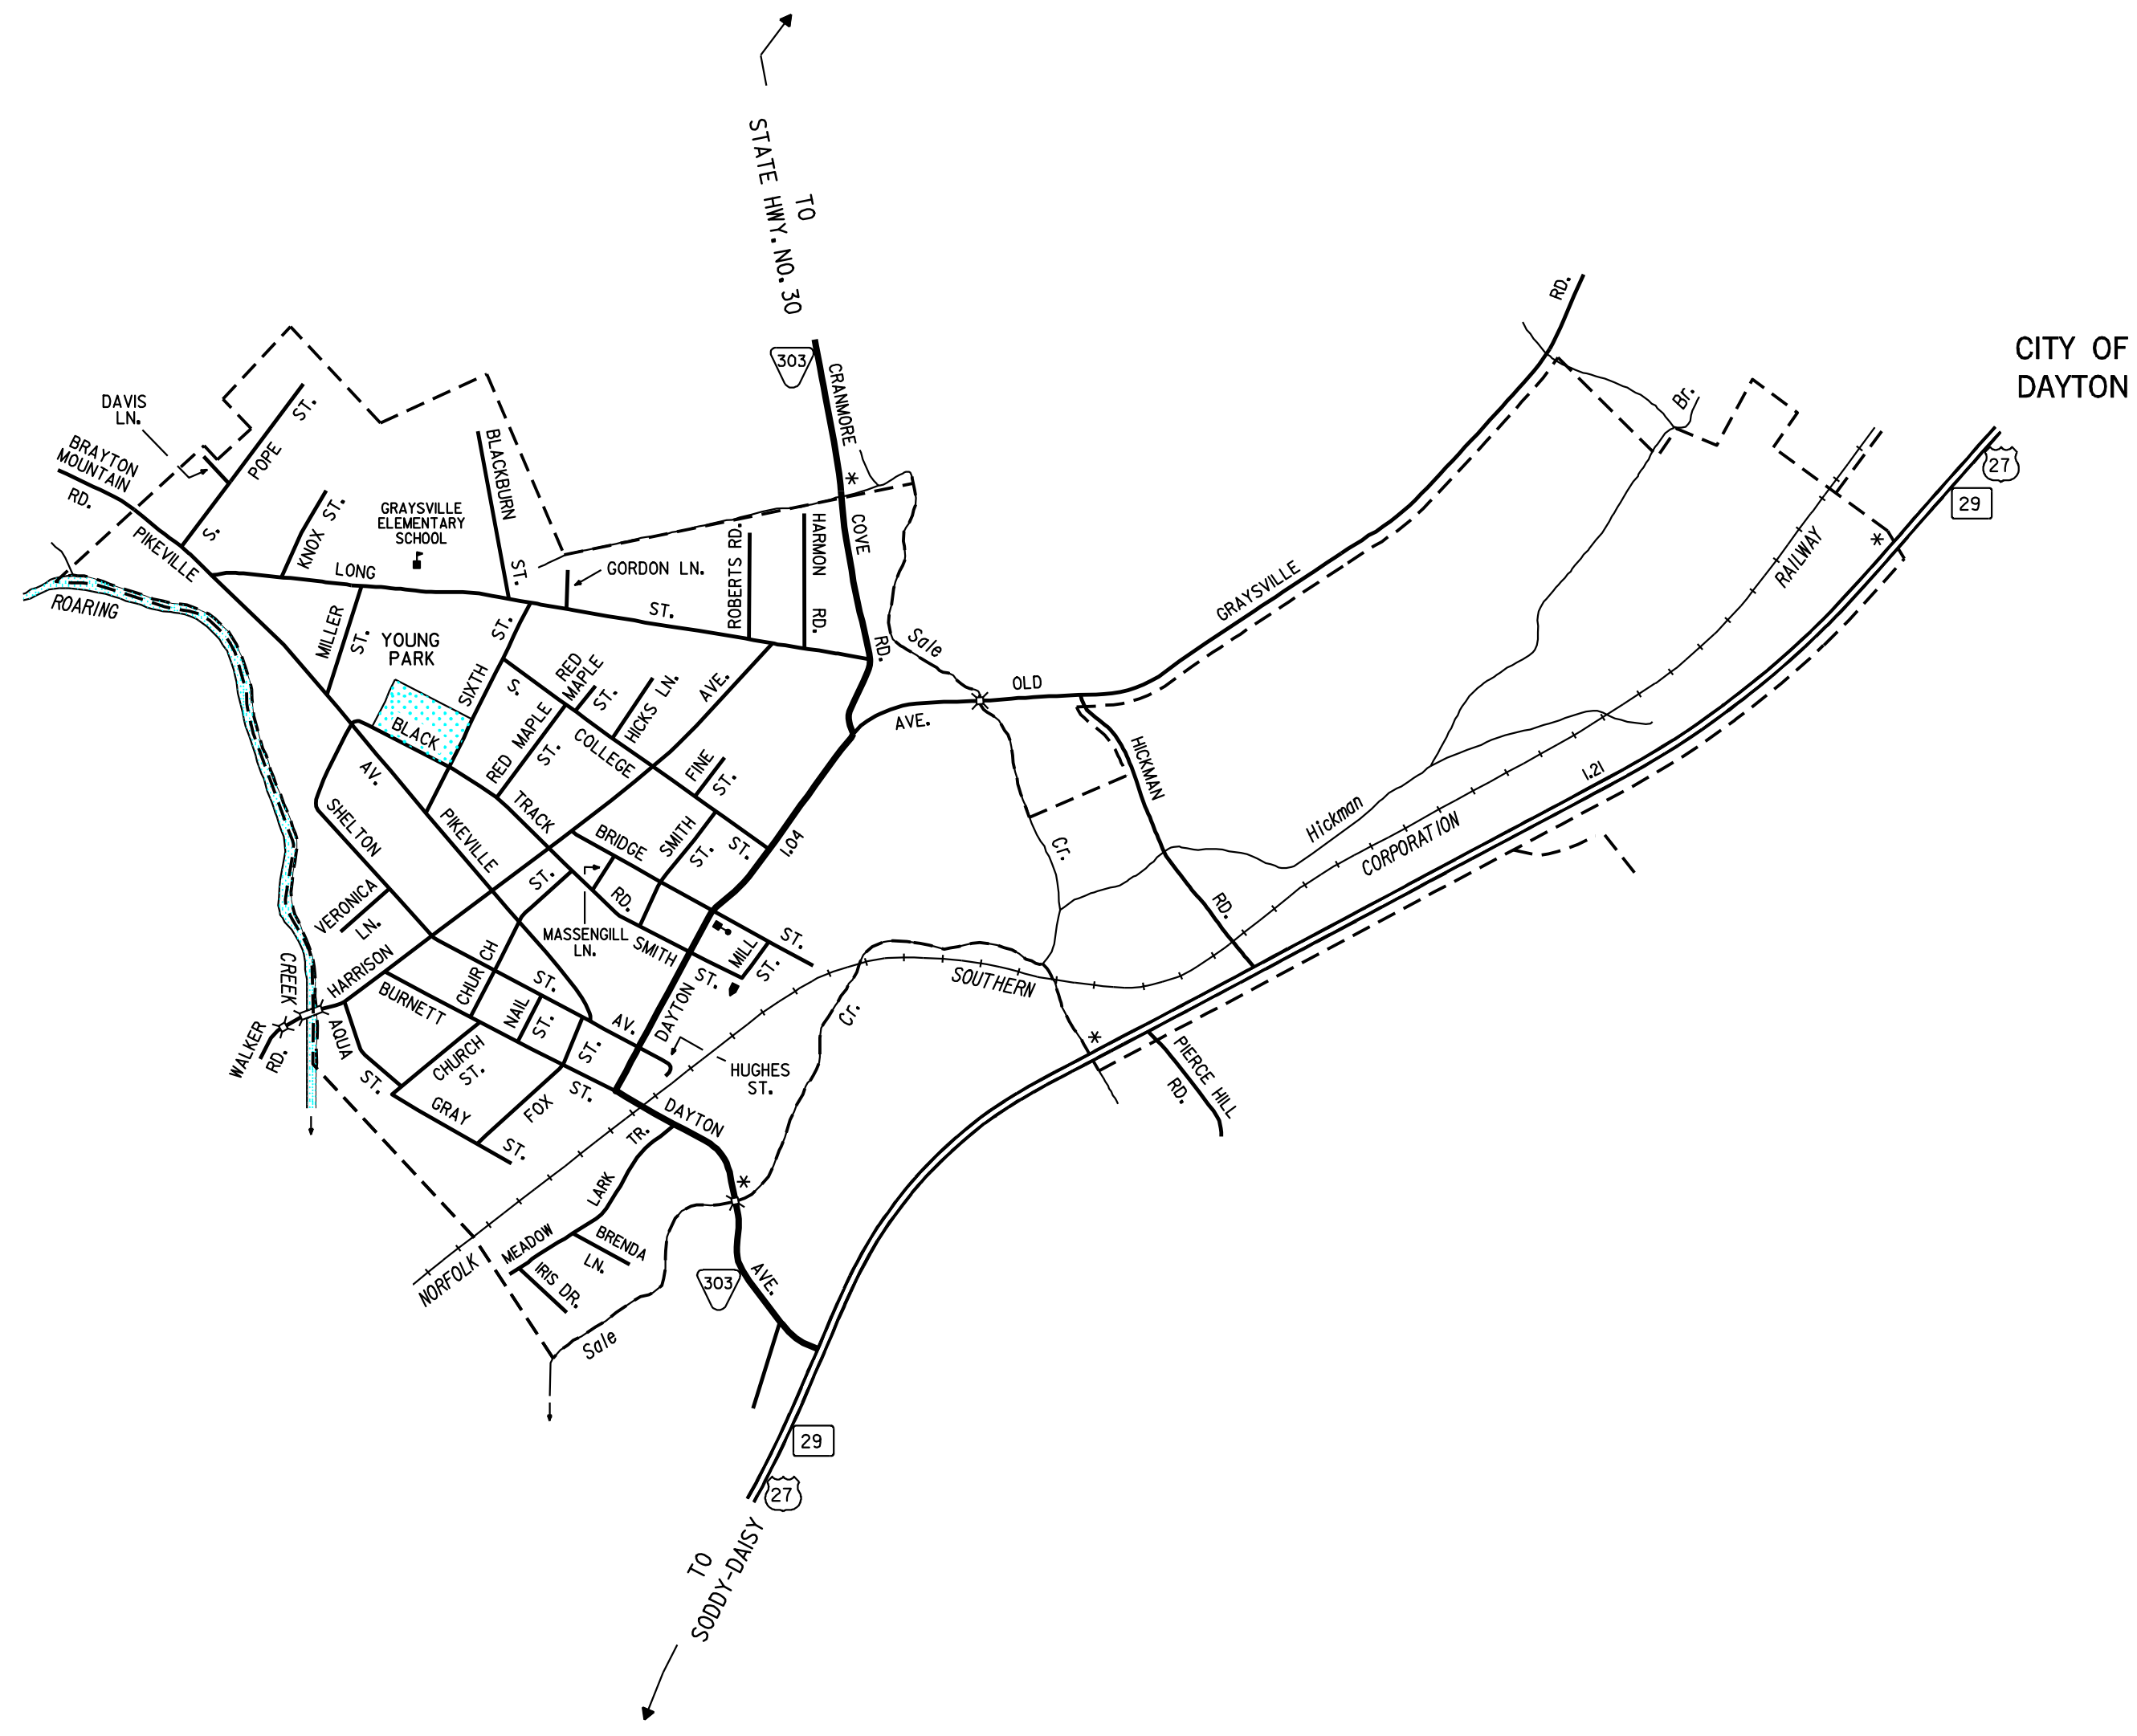 TO
STATE HWY. NO. 30
303
CRANMORE
COVE
RD.
CITY OF
DAYTON
27
29
DAVIS
LN.
BRAYTON
MOUNTAIN
RD.
S.
POPE
ST.
PIKEVILLE
KNOX ST.
GRAYSVILLE
ELEMENTARY
SCHOOL
BLACKBURN
ST.
LONG
ST.
GORDON LN.
ROBERTS RD.
HARMON
RD.
ROARING
CREEK
MILLER
ST.
YOUNG
PARK
BLACK
SIXTH
ST.
S.
COLLEGE
ST.
RED
MAPLE
ST.
RED MAPLE
ST.
HICKS LN.
AVE.
FINE
ST.
TRACK
RD.
BRIDGE
ST.
SMITH
ST.
1.04
AV.
PIKEVILLE
AV.
SHELTON
ST.
VERONICA
LN.
HARRISON
BURNETT
ST.
CHURCH
ST.
MASSENGILL
LN.
SMITH
ST.
MILL
ST.
DAYTON
NAIL
ST.
ST.
HUGHES
ST.
WALKER
RD.
AQUA
ST.
CHURCH
ST.
GRAY
ST.
FOX
DAYTON
AVE.
TR.
LARK
MEADOW
BRENDA
LN.
IRIS DR.
303
Sale
Cr.
Sale
Cr.
OLD
GRAYSVILLE
RD.
AVE.
HICKMAN
RD.
Hickman
Br.
NORFOLK
SOUTHERN
CORPORATION
RAILWAY
1.21
PIERCE HILL
RD.
29
27
TO
SODDY-DAISY